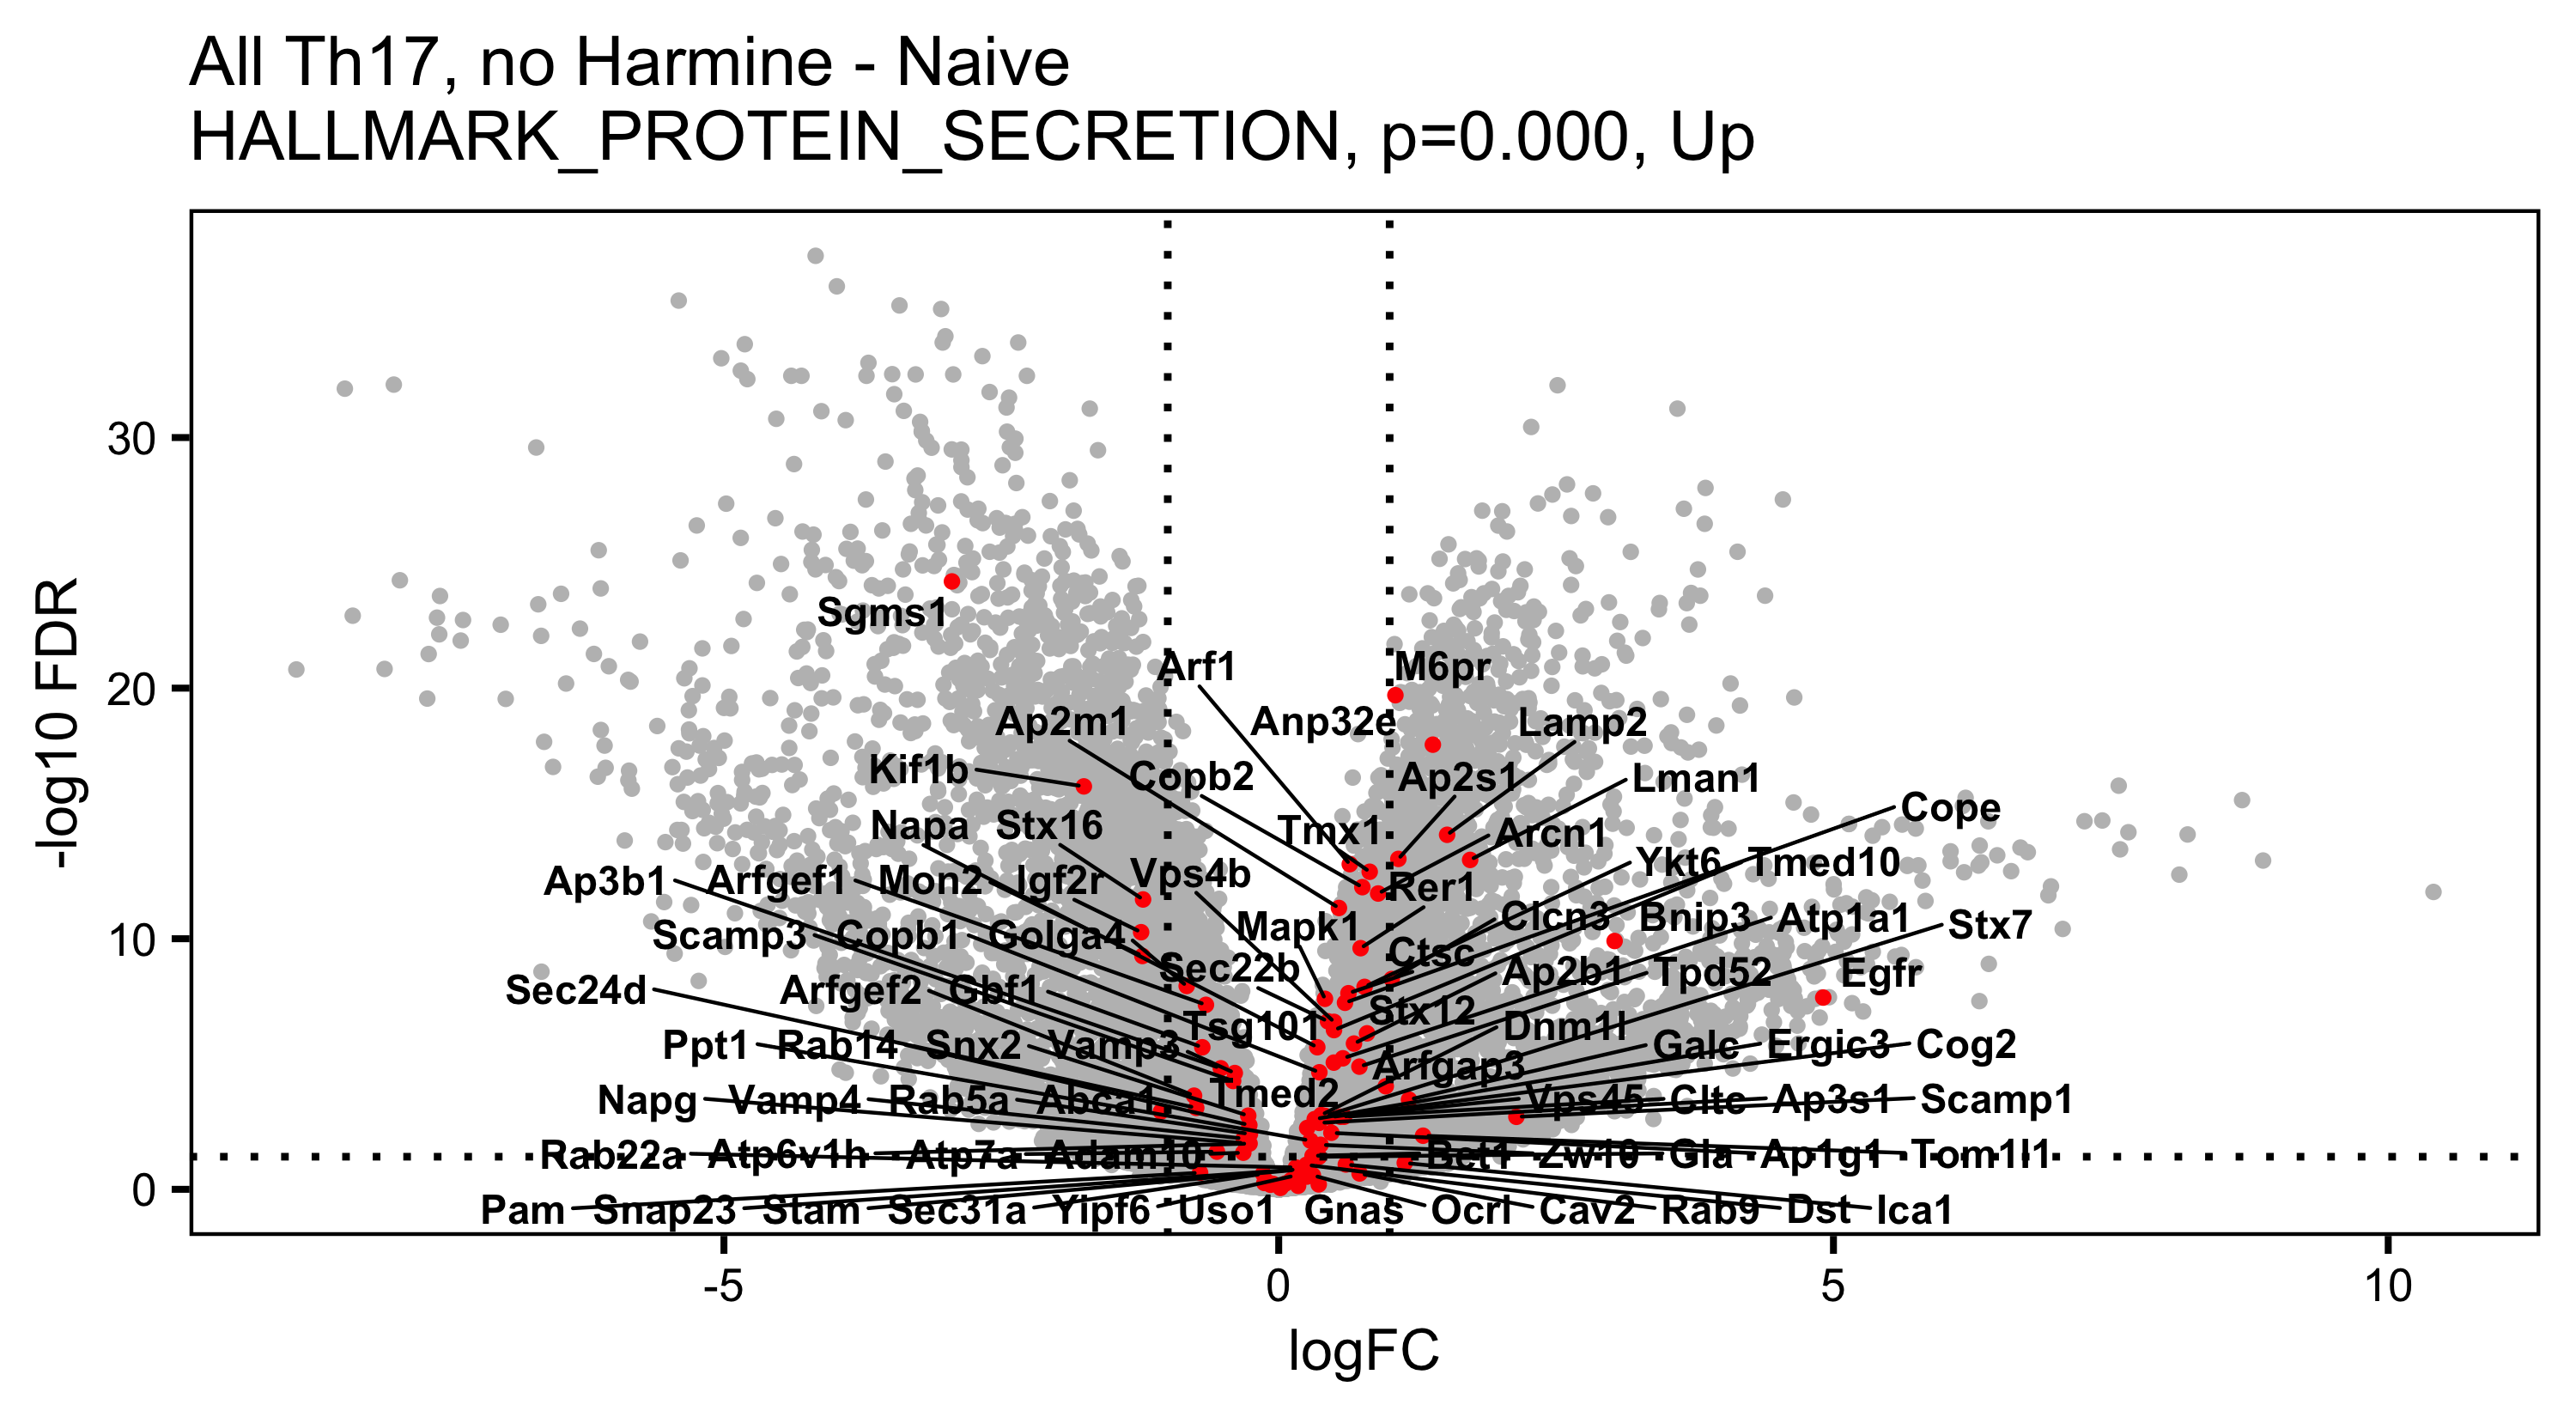 All Th17, no Harmine - Naive
HALLMARK_PROTEIN_SECRETION, p=0.000, Up
-log10 FDR
30
20
10
0
Sgms1
Arf1 M6pr
Ap2m1 Anp32e Lamp2
Kif1b Copb2 Ap2s1 Lman1
Cope
Napa Stx16 Tmx1 Arcn1
Ykt6 Tmed10
Ap3b1 Arfgef1 Mon2 Igf2r Vps4b Rer1
Scamp3 Copb1 Golga4 Mapk1 Clcn3 Bnip3 Atp1a1 Stx7
Ctsc
Sec22b Ap2b1 Tpd52 Egfr
Sec24d Arfgef2 Gbf1 Stx12
Tsg101 Dnm1l
Ppt1 Rab14 Snx2 Vamp3 Galc Ergic3 Cog2
Arfgap3
Tmed2
Napg Vamp4 Rab5a Abca1 Vps45 Cltc Ap3s1 Scamp1
Rab22a Atp6v1h Atp7a Adam10 Bet1 Zw10 Gla Ap1g1 Tom1l1
Pam Snap23 Stam Sec31a Yipf6 Uso1 Gnas Ocrl Cav2 Rab9 Dst Ica1
-5 0 5 10
logFC